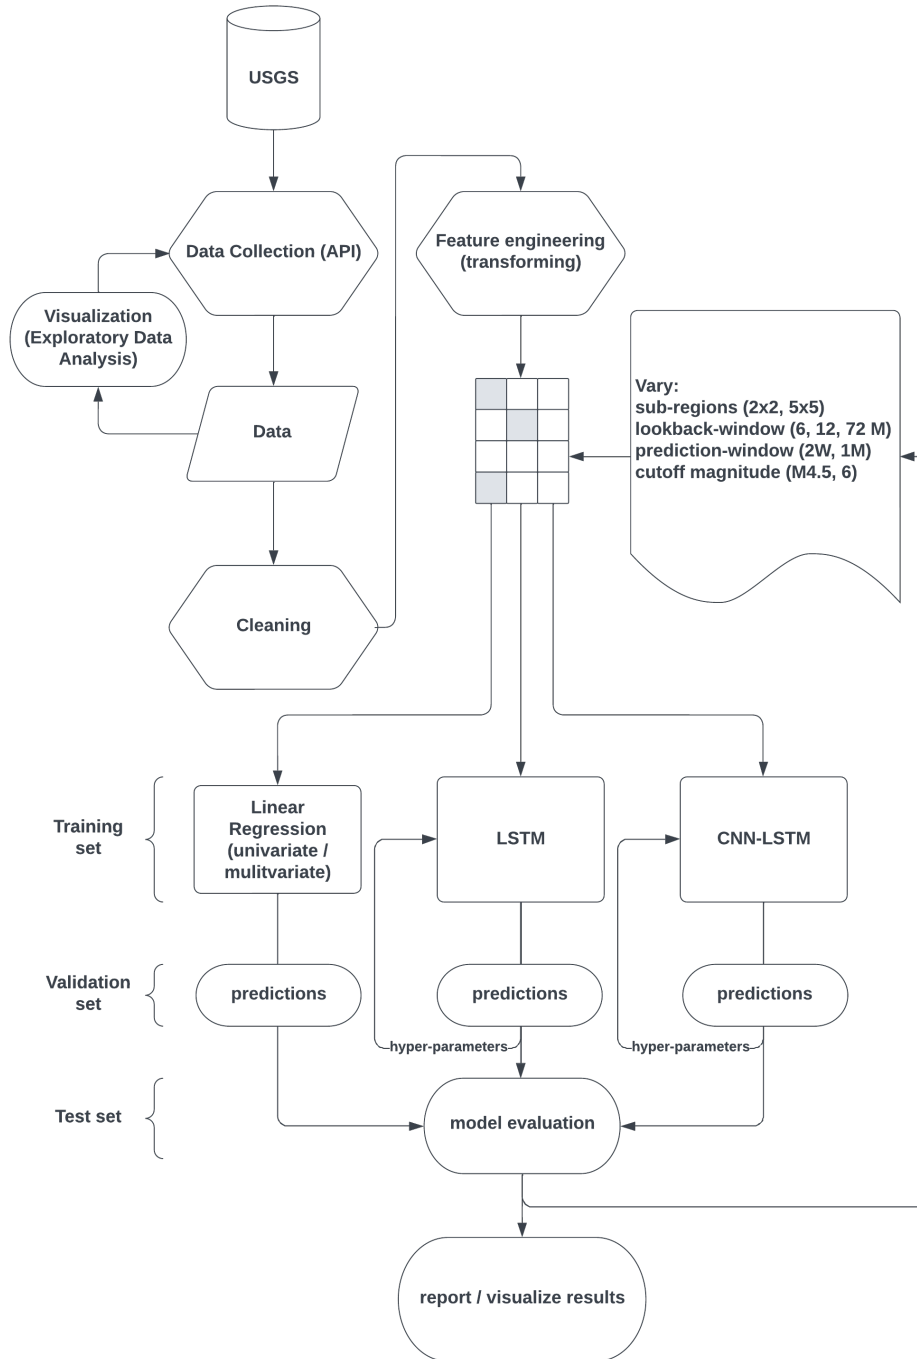 USGS
Data Collection (API)
Feature engineering
(transforming)
Visualization
(Exploratory Data
Analysis)
Data
Vary:
sub-regions (2x2, 5x5)
lookback-window (6, 12, 72 M)
prediction-window (2W, 1M)
cutoff magnitude (M4.5, 6)
Cleaning
Training
set
Linear
Regression
(univariate /
mulitvariate)
LSTM
CNN-LSTM
Validation
set
predictions
predictions
predictions
hyper-parameters
hyper-parameters
Test set
model evaluation
report / visualize results